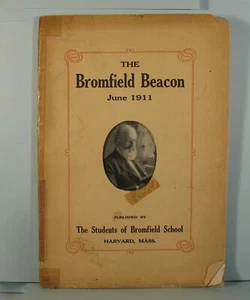 THE
Bromfield Beacon
June 1911
PUBLISHED BY
The Students of Bromfield School
HARVARD, MASS.